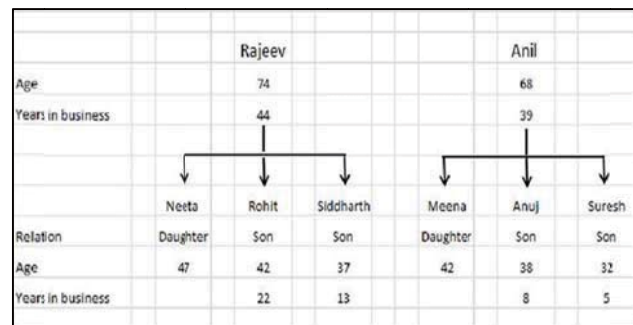 Rajeev Anil
Age 74 68
Years in business 44 39
Neeta Rohit Siddharth Meena Anuj Suresh
Relation Daughter Son Son Daughter Son Son
Age 47 42 37 42 38 32
Years in business 22 13 8 5